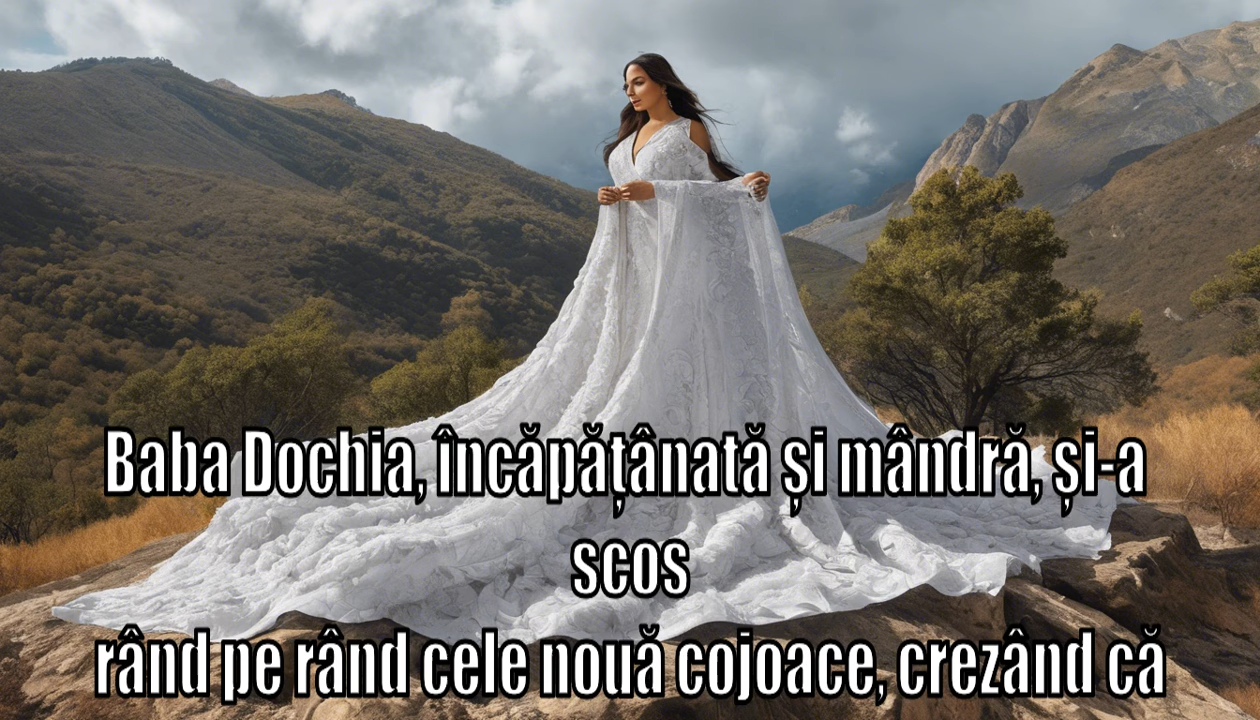 Baba Dochia, încăpățânată și mândră, și-a
scos
rând pe rând cele nouă cojoace, crezând că